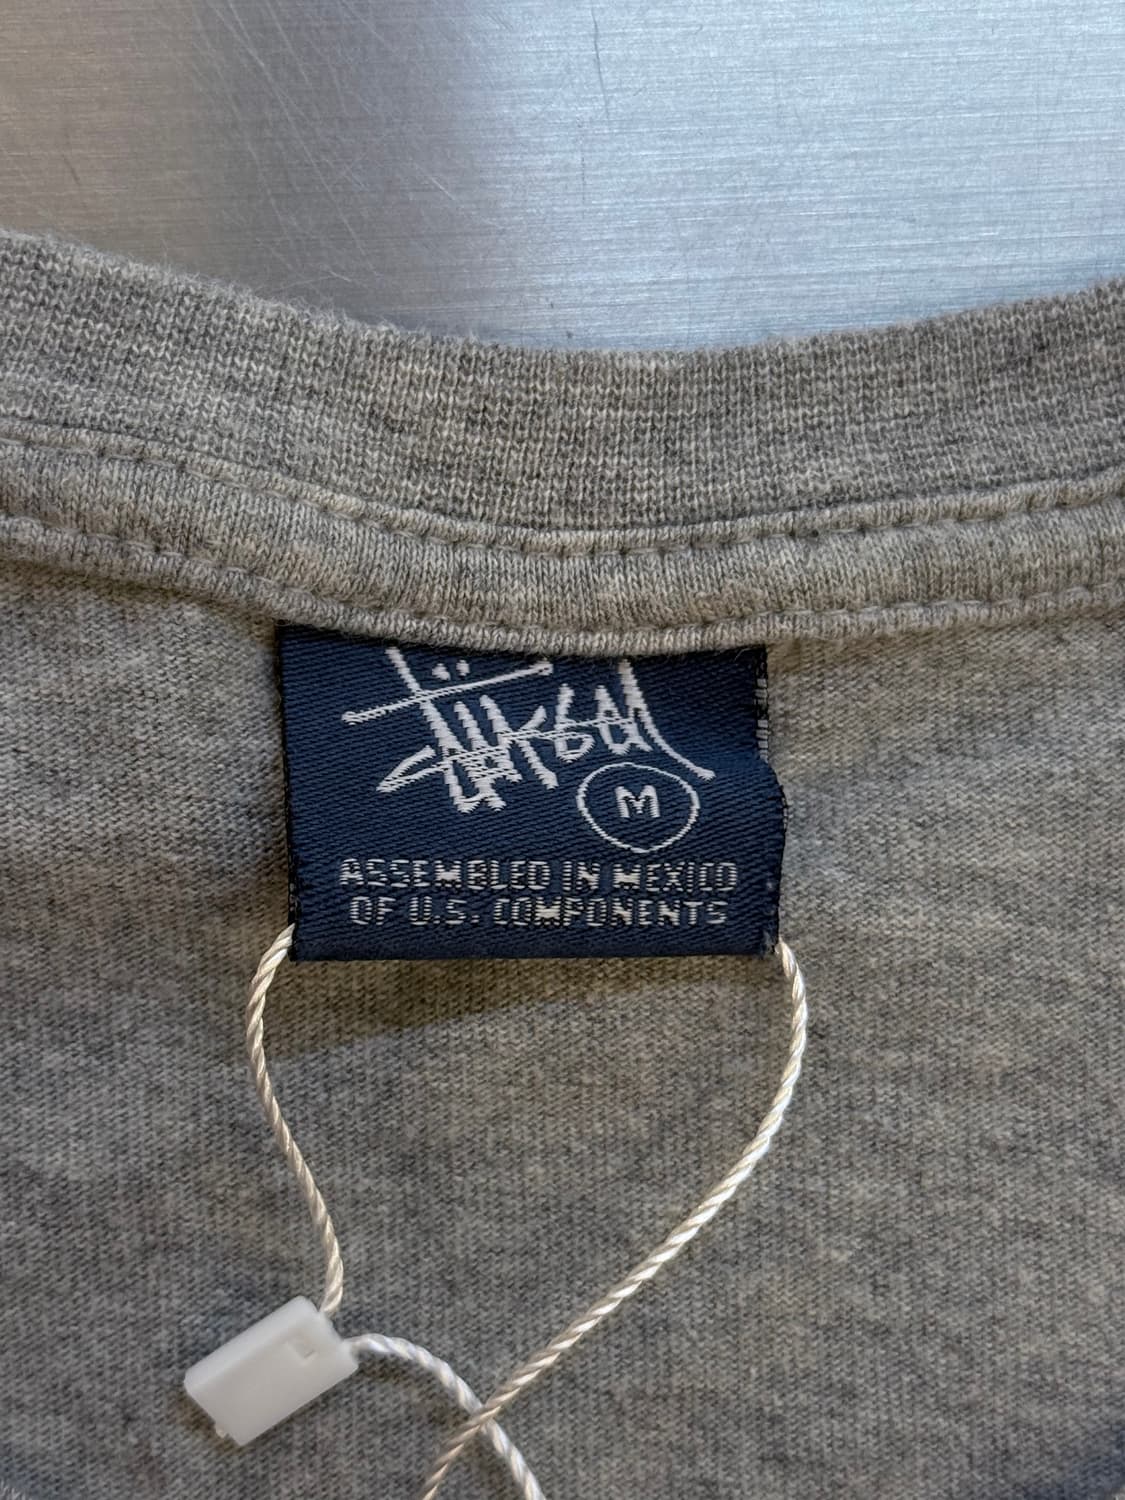 Stüssy
M
ASSEMBLED IN MEXICO
OF U.S. COMPONENTS